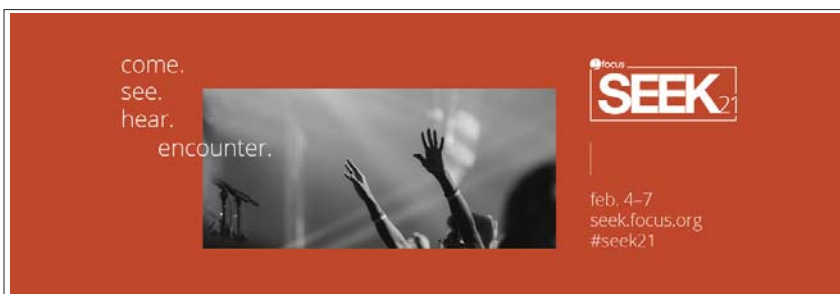 come.
see.
hear.
encounter.
focus
SEEK21
feb. 4–7
seek.focus.org
#seek21